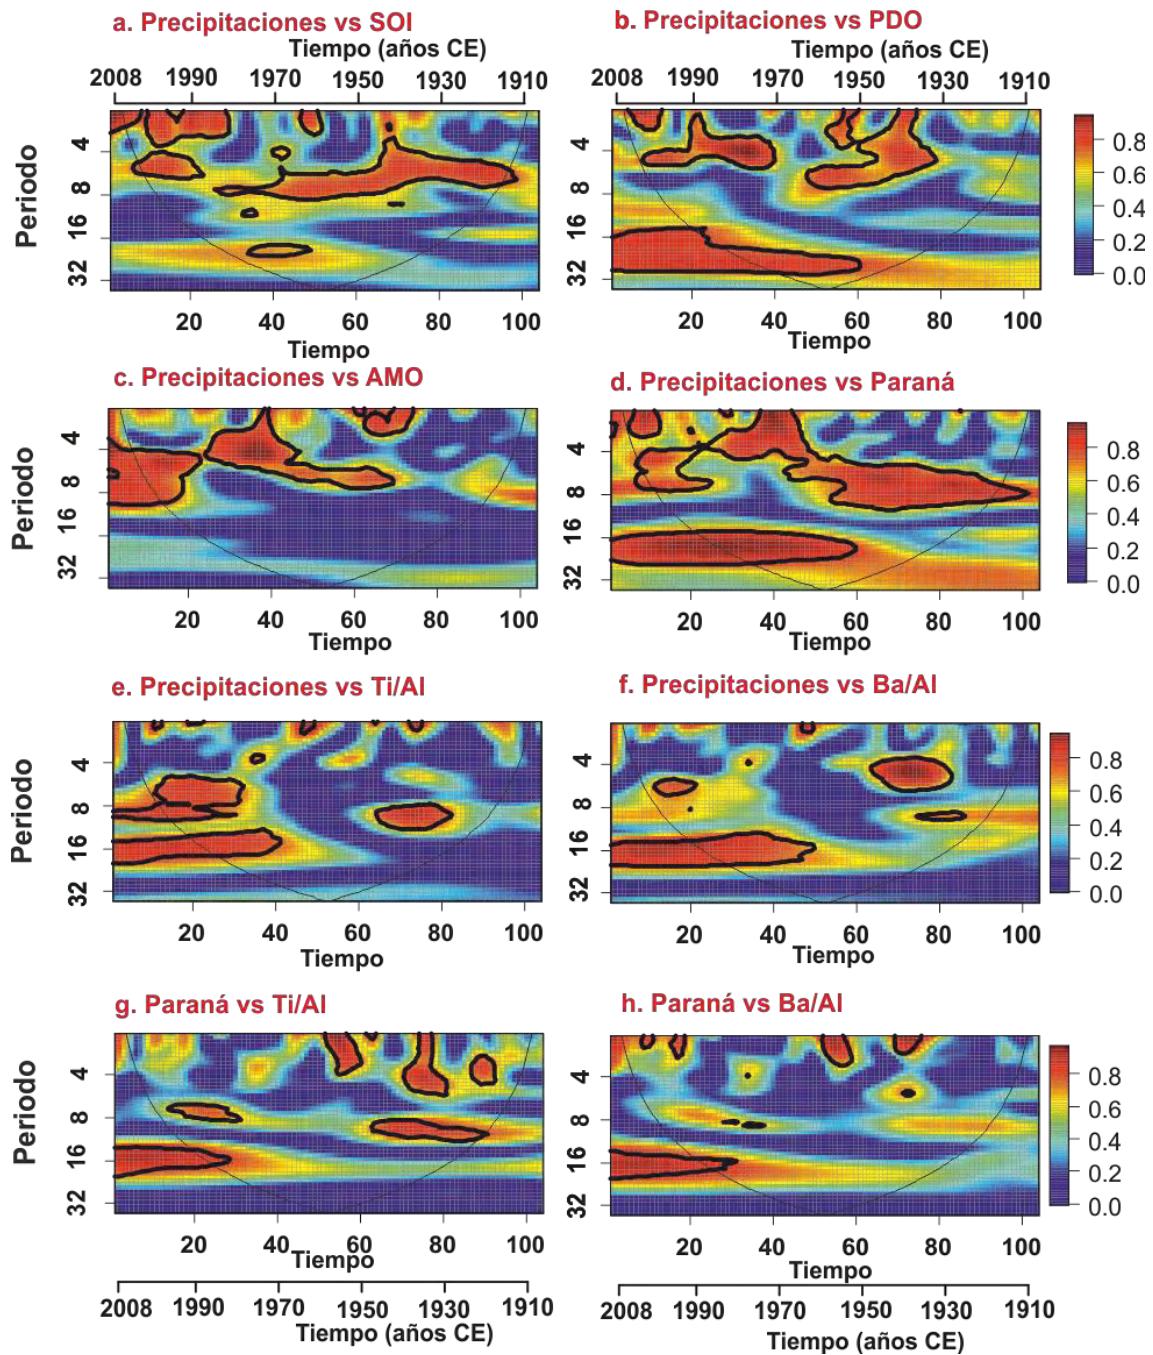 a. Precipitaciones vs SOI
b. Precipitaciones vs PDO
Tiempo (años CE)
Tiempo (años CE)
2008 1990 1970 1950 1930 1910
2008 1990 1970 1950 1930 1910
Periodo
4 8 16 32
4 8 16 32
0.8
0.6
0.4
0.2
0.0
20 40 60 80 100
20 40 60 80 100
Tiempo
Tiempo
c. Precipitaciones vs AMO
d. Precipitaciones vs Paraná
Periodo
4 8 16 32
4 8 16 32
0.8
0.6
0.4
0.2
0.0
20 40 60 80 100
20 40 60 80 100
Tiempo
Tiempo
e. Precipitaciones vs Ti/Al
f. Precipitaciones vs Ba/Al
Periodo
4 8 16 32
4 8 16 32
0.8
0.6
0.4
0.2
0.0
20 40 60 80 100
20 40 60 80 100
Tiempo
Tiempo
g. Paraná vs Ti/Al
h. Paraná vs Ba/Al
Periodo
4 8 16 32
4 8 16 32
0.8
0.6
0.4
0.2
0.0
20 40 60 80 100
20 40 60 80 100
Tiempo
Tiempo
2008 1990 1970 1950 1930 1910
2008 1990 1970 1950 1930 1910
Tiempo (años CE)
Tiempo (años CE)